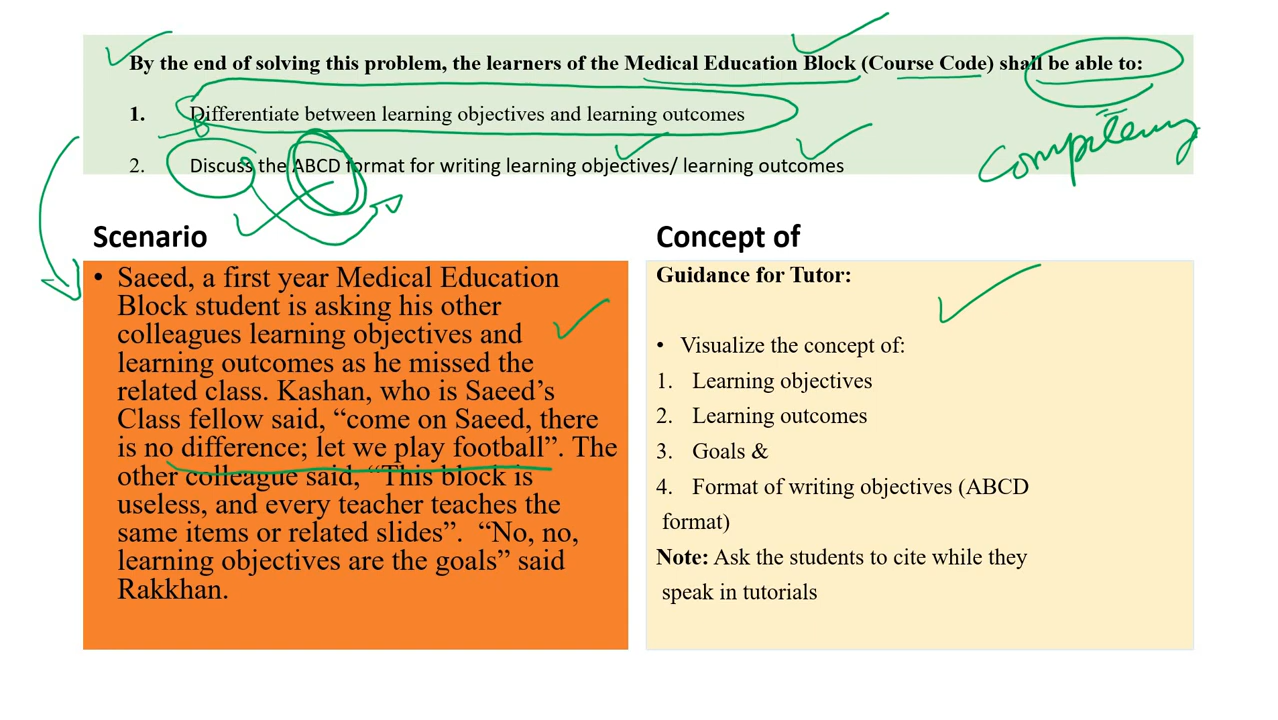 By the end of solving this problem, the learners of the Medical Education Block (Course Code) shall be able to:
1. Differentiate between learning objectives and learning outcomes
2. Discuss the ABCD format for writing learning objectives/ learning outcomes
Competency
Scenario
• Saeed, a first year Medical Education
Block student is asking his other
colleagues learning objectives and
learning outcomes as he missed the
related class. Kashan, who is Saeed’s
Class fellow said, “come on Saeed, there
is no difference; let we play football”. The
other colleague said, “This block is
useless, and every teacher teaches the
same items or related slides”. “No, no,
learning objectives are the goals” said
Rakkhan.
Concept of
Guidance for Tutor:
• Visualize the concept of:
1. Learning objectives
2. Learning outcomes
3. Goals &
4. Format of writing objectives (ABCD
format)
Note: Ask the students to cite while they
speak in tutorials